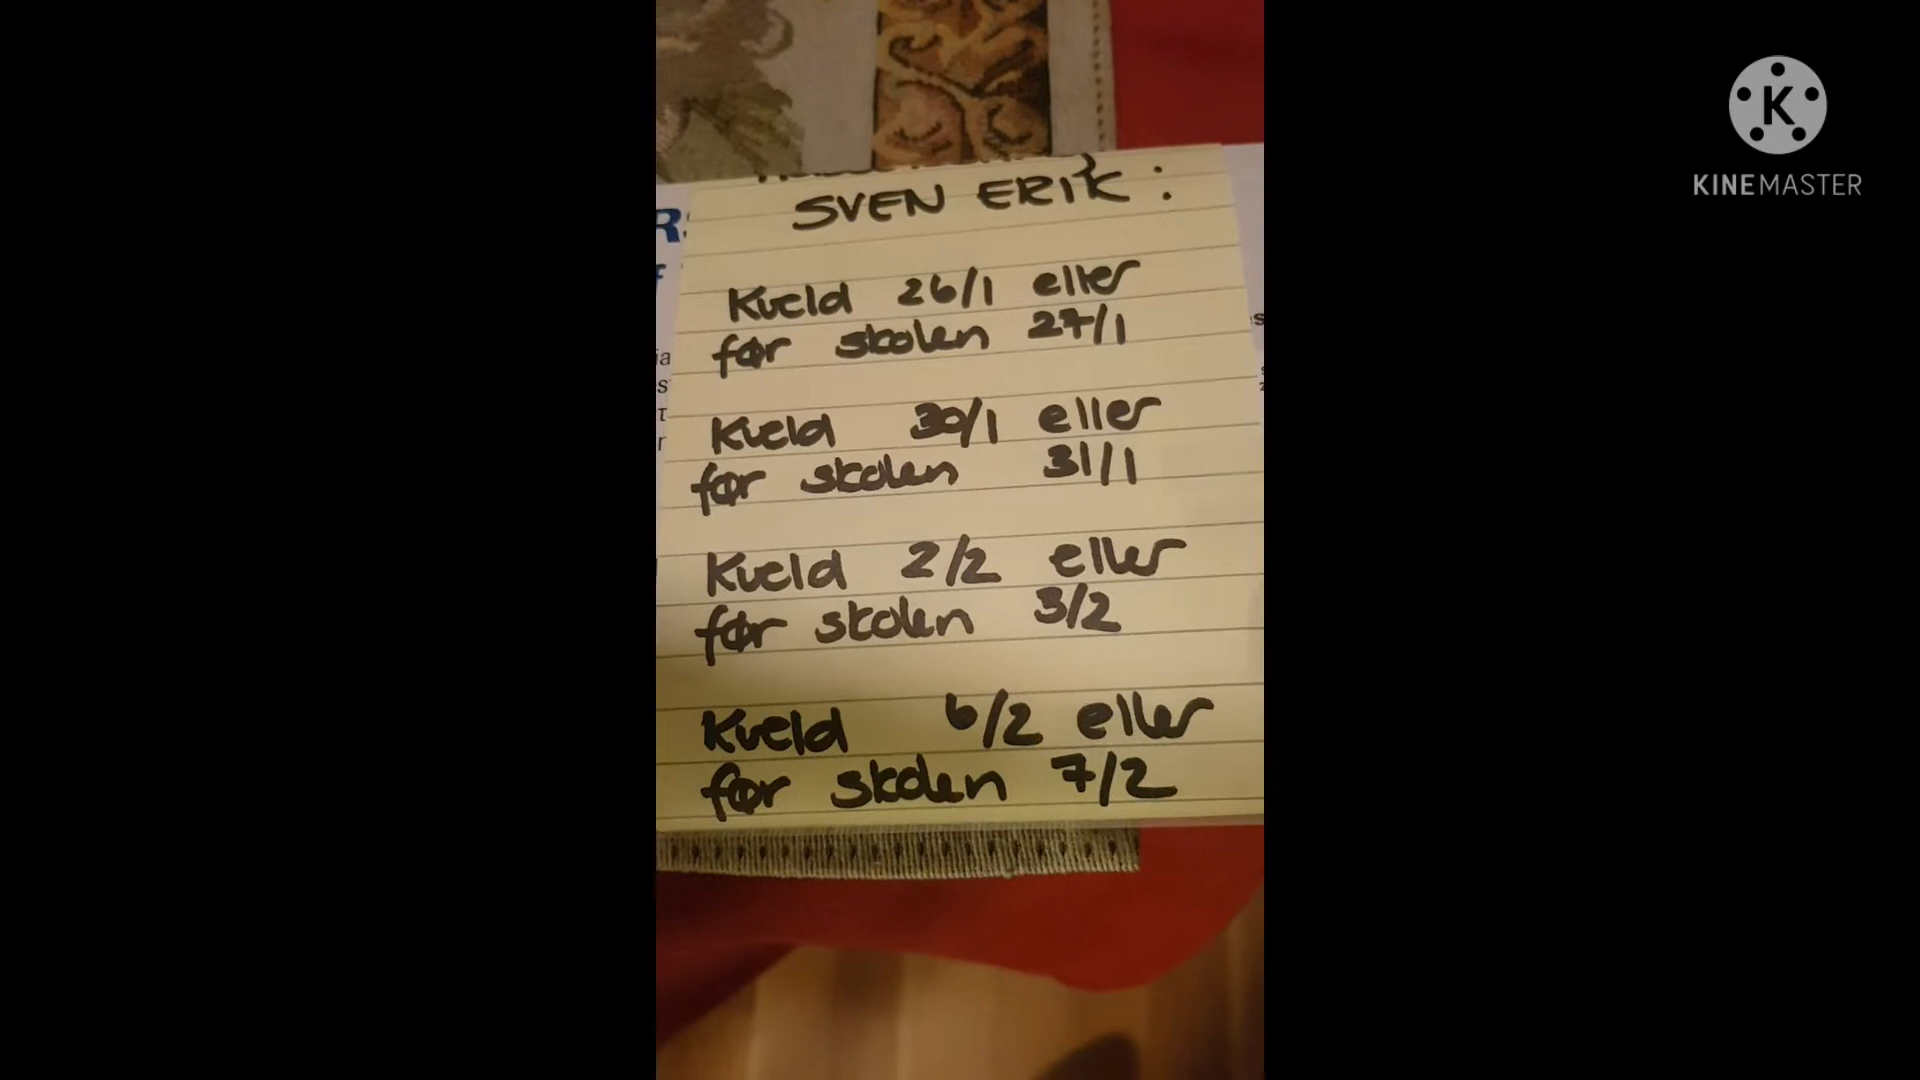 KINEMASTER
SVEN ERIK:
Kveld 26/1 eller
før skolen 27/1
Kveld 30/1 eller
før skolen 31/1
Kveld 2/2 eller
før skolen 3/2
Kveld 6/2 eller
før skolen 7/2